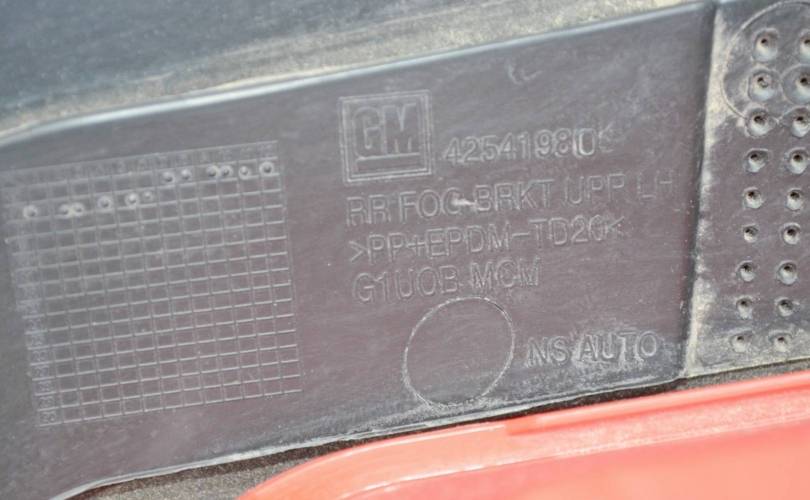 GM
42541980
RR FOG BRKT UPP LH
>PP+EPDM-TD20<
G1UOB MCM
NS AUTO